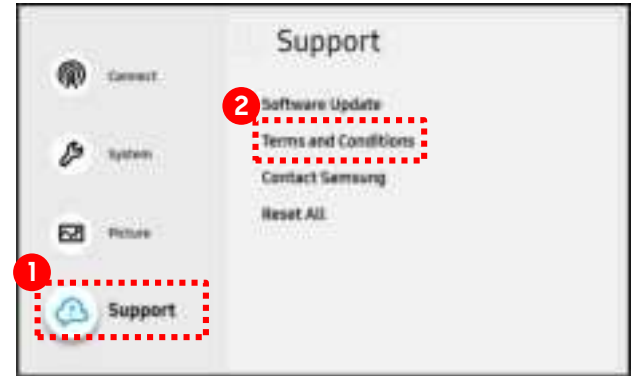 Support
Connect
System
Picture
1
Support
2
Software Update
Terms and Conditions
Contact Samsung
Reset All